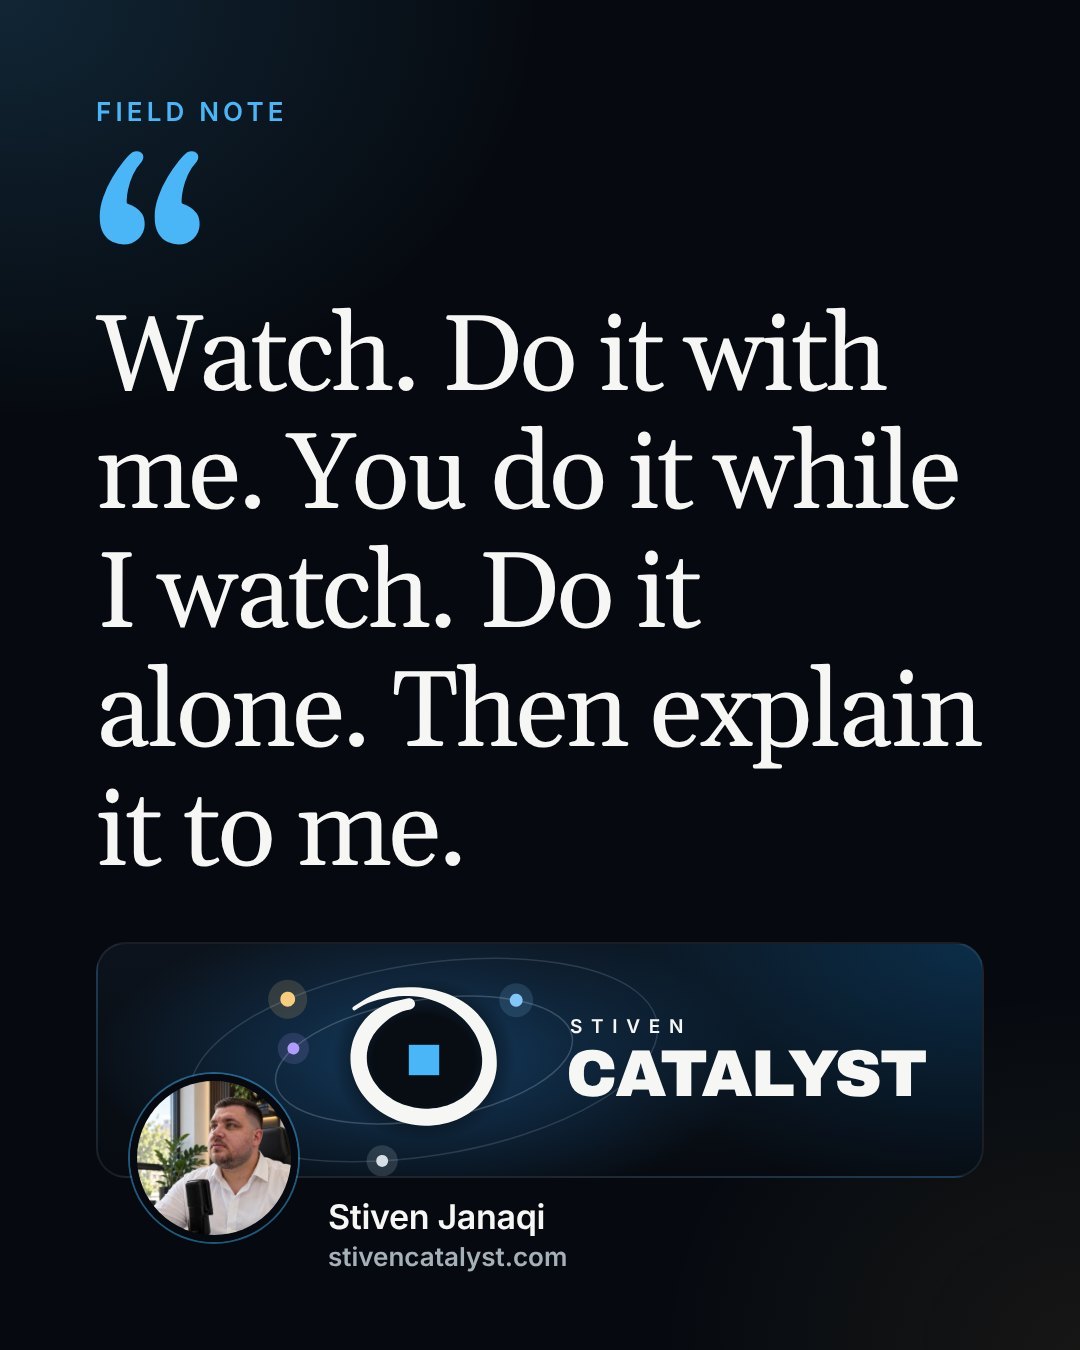 FIELD NOTE
“
Watch. Do it with
me. You do it while
I watch. Do it
alone. Then explain
it to me.
STIVEN
CATALYST
Stiven Janaqi
stivencatalyst.com